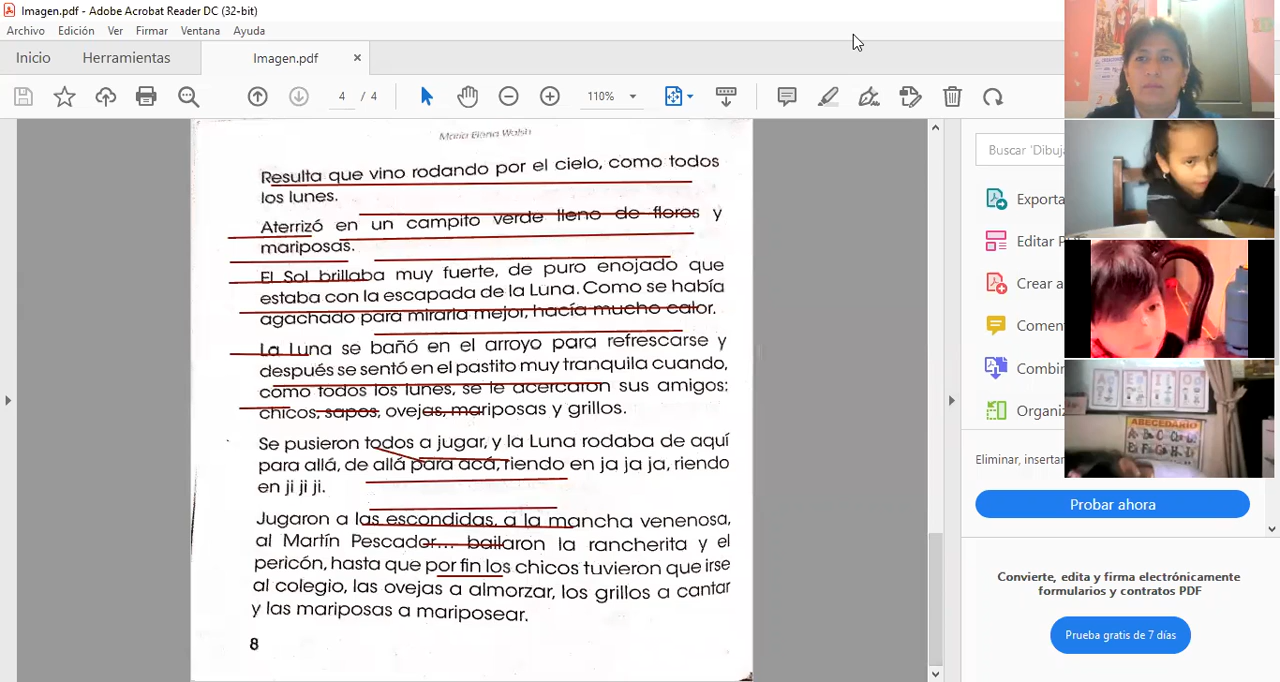 Imagen.pdf - Adobe Acrobat Reader DC (32-bit)
Archivo Edición Ver Firmar Ventana Ayuda
Inicio Herramientas Imagen.pdf ×
4 / 4 110%
María Elena Walsh
Resulta que vino rodando por el cielo, como todos
los lunes.
Aterrizó en un campito verde lleno de flores y
mariposas.
El Sol brillaba muy fuerte, de puro enojado que
estaba con la escapada de la Luna. Como se había
agachado para mirarla mejor, hacía mucho calor.
La Luna se bañó en el arroyo para refrescarse y
después se sentó en el pastito muy tranquila cuando,
como todos los lunes, se le acercaron sus amigos:
chicos, sapos, ovejas, mariposas y grillos.
Se pusieron todos a jugar, y la Luna rodaba de aquí
para allá, de allá para acá, riendo en ja ja ja, riendo
en ji ji ji.
Jugaron a las escondidas, a la mancha venenosa,
al Martín Pescador... bailaron la rancherita y el
pericón, hasta que por fin los chicos tuvieron que irse
al colegio, las ovejas a almorzar, los grillos a cantar
y las mariposas a mariposear.
8
Buscar 'Dibuj
Exporta
Editar PDF
Crear a
Comen
Combin
Organiz
Eliminar, insertar
Probar ahora
Convierte, edita y firma electrónicamente
formularios y contratos PDF
Prueba gratis de 7 días
ABECEDARIO